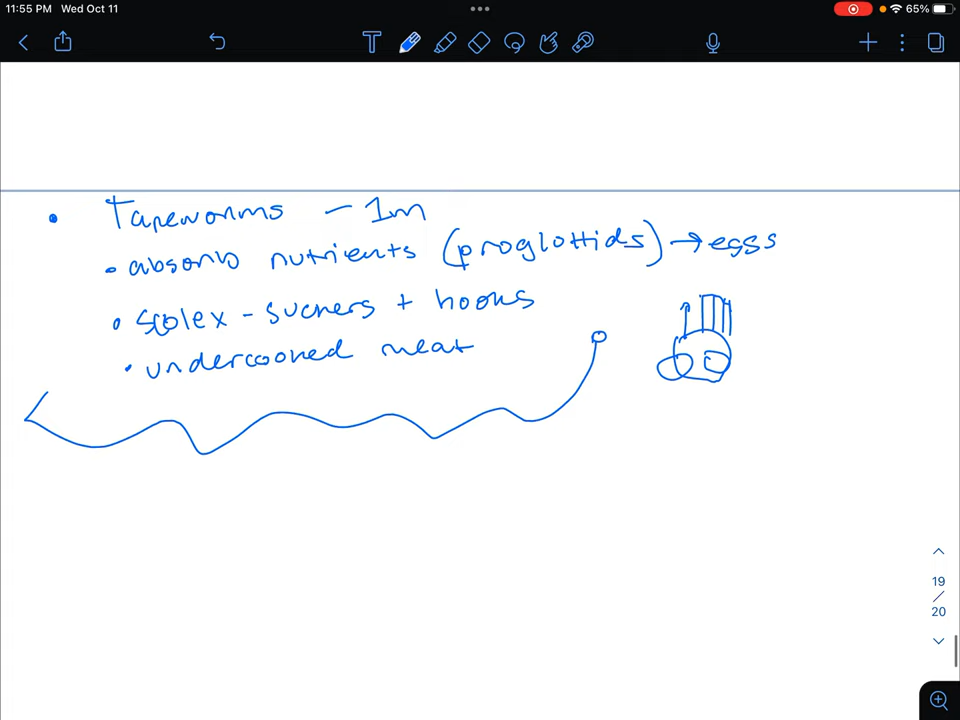 11:55 PM Wed Oct 11
65%
T
• Tapeworms – 1m
• absorb nutrients (proglottids) → eggs
• scolex - suckers + hooks
• undercooked meat
19
/
20